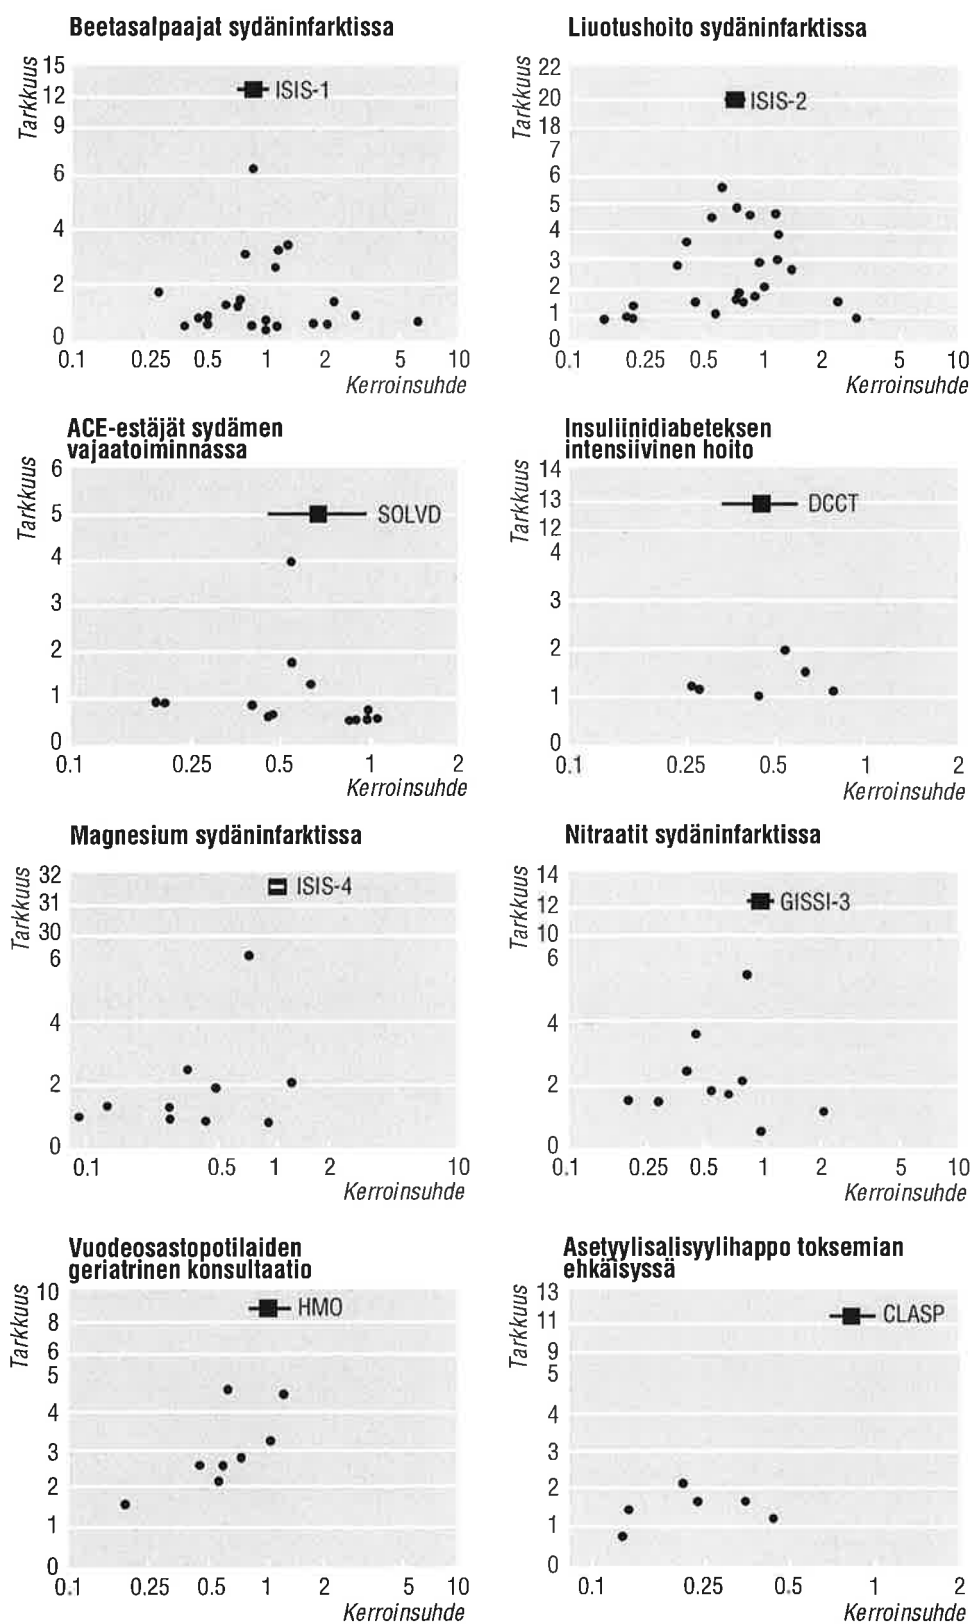 Beetasalpaajat sydäninfarktissa
Tarkkuus
15
12
9
6
4
2
0
ISIS-1
0.1 0.25 0.5 1 2 5 10
Kerroinsuhde
Liuotushoito sydäninfarktissa
Tarkkuus
22
20
18
7
6
5
4
3
2
1
0
ISIS-2
0.1 0.25 0.5 1 2 5 10
Kerroinsuhde
ACE-estäjät sydämen
vajaatoiminnassa
Tarkkuus
6
5
4
3
2
1
0
SOLVD
0.1 0.25 0.5 1 2
Kerroinsuhde
Insuliinidiabeteksen
intensiivinen hoito
Tarkkuus
14
13
12
4
3
2
1
0
DCCT
0.1 0.25 0.5 1 2
Kerroinsuhde
Magnesium sydäninfarktissa
Tarkkuus
32
31
30
6
4
2
0
ISIS-4
0.1 0.5 1 2 10
Kerroinsuhde
Nitraatit sydäninfarktissa
Tarkkuus
14
12
10
6
4
2
0
GISSI-3
0.1 0.25 0.5 1 2 5 10
Kerroinsuhde
Vuodeosastopotilaiden
geriatrinen konsultaatio
Tarkkuus
10
8
6
5
4
3
2
1
0
HMO
0.1 0.25 0.5 1 2 5 10
Kerroinsuhde
Asetyylisalisyylihappo toksemian
ehkäisyssä
Tarkkuus
13
11
9
5
4
3
2
1
0
CLASP
0.1 0.25 0.5 1 2
Kerroinsuhde